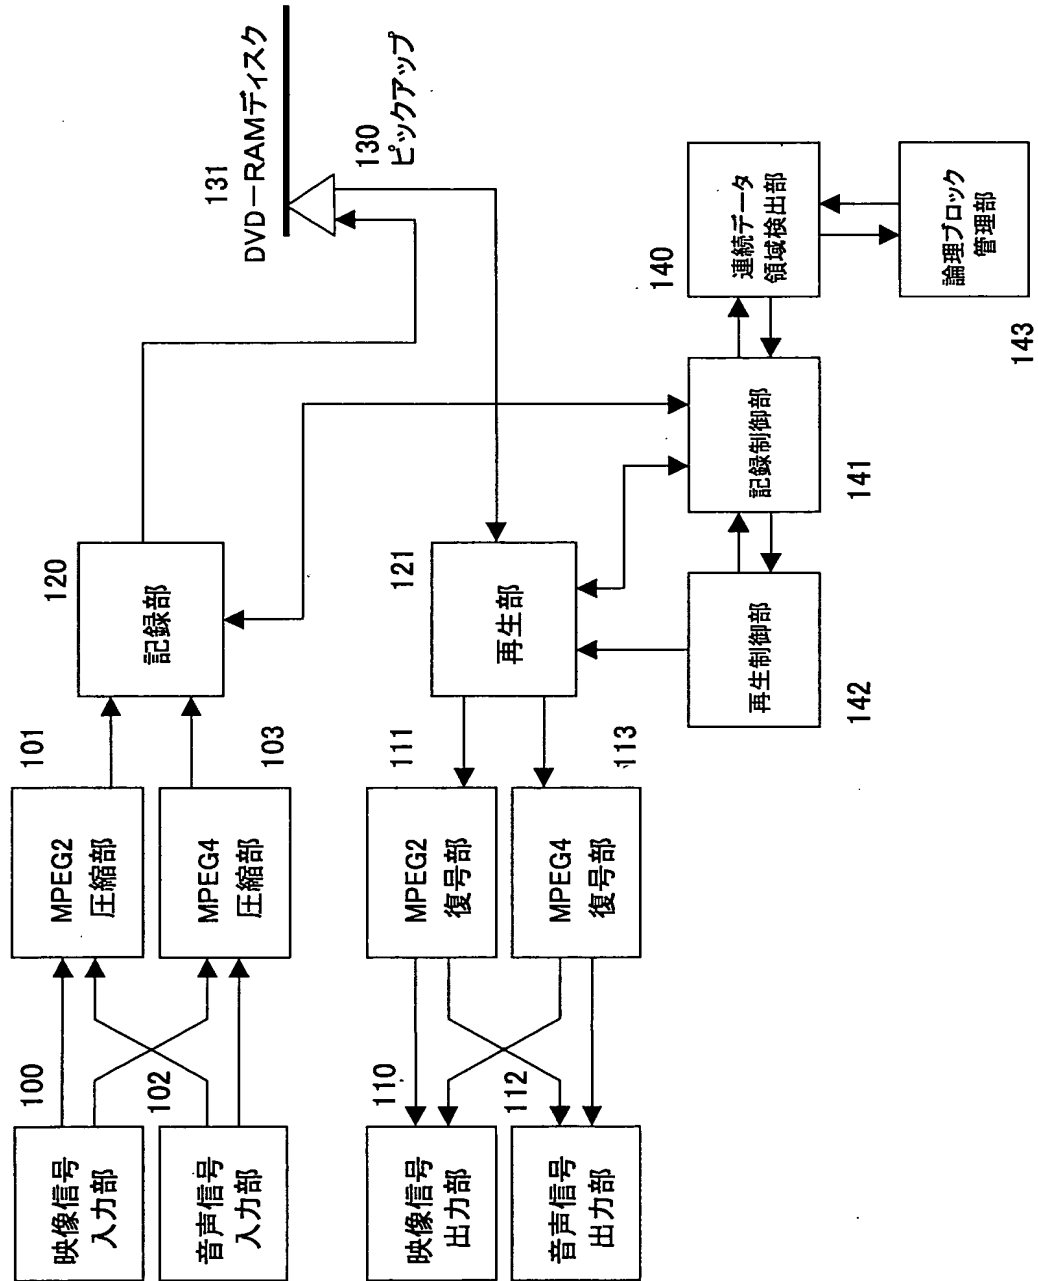 100
映像信号
入力部
102
音声信号
入力部
101
MPEG2
圧縮部
103
MPEG4
圧縮部
120
記録部
131
DVD－RAMディスク
130
ピックアップ
110
映像信号
出力部
112
音声信号
出力部
111
MPEG2
復号部
113
MPEG4
復号部
121
再生部
142
再生制御部
141
記録制御部
140
連続データ
領域検出部
143
論理ブロック
管理部